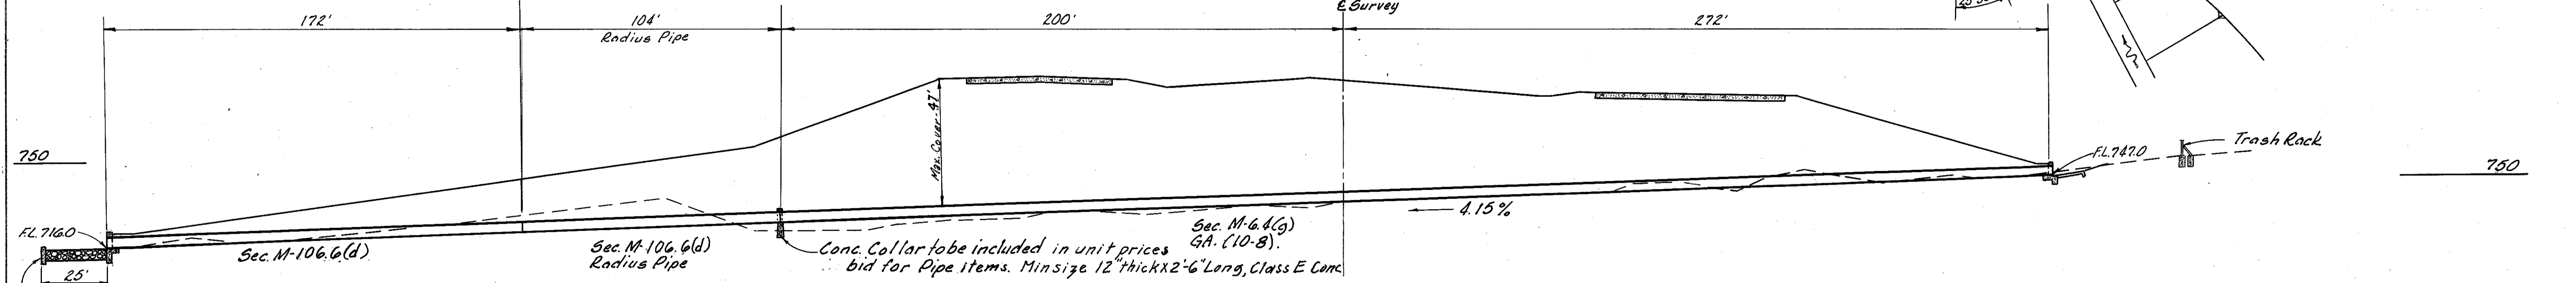 ℄ Survey
172'
104'
Radius Pipe
200'
272'
Max. Cover - 47'
750
F.L. 716.0
25'
Sec. M-106.6(d)
Sec. M-106.6(d)
Radius Pipe
Conc. Collar to be included in unit prices
bid for Pipe items. Min size 12" thick x 2'-6" Long, Class E Conc
Sec. M-6.4(g)
GA. (10-8).
4.15%
F.L. 747.0
Trash Rack
750